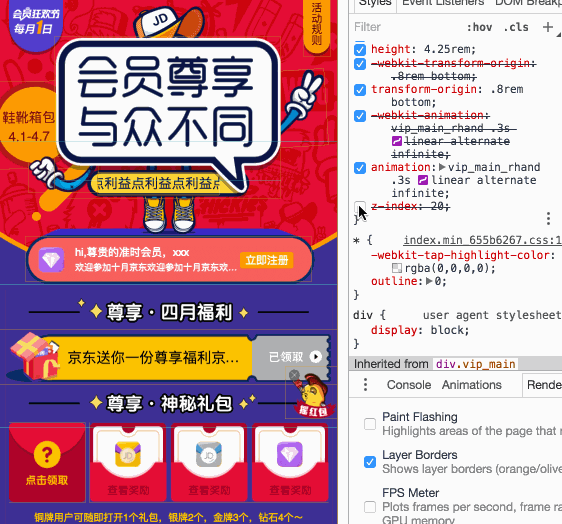 会员狂欢节
每月1日
活动规则
JD
会员尊享
与众不同
鞋靴箱包
4.1-4.7
点利益点利益点利益点
hi,尊贵的准时会员，xxx
欢迎参加十月京东欢迎参加十月京东欢…
立即注册
尊享·四月福利
京东送你一份尊享福利京…
已领取
尊享·神秘礼包
摇红包
?
点击领取
查看奖励
查看奖励
查看奖励
铜牌用户可随即打开1个礼包，银牌2个，金牌3个，钻石4个～
Styles Event Listeners DOM Breakp
Filter :hov .cls +
height: 4.25rem;
-webkit-transform-origin:
.8rem bottom;
transform-origin: .8rem
bottom;
-webkit-animation:
vip_main_rhand .3s
linear alternate
infinite;
animation: vip_main_rhand
.3s linear alternate
infinite;
z-index: 20;
}
* { index.min_655b6267.css:1
-webkit-tap-highlight-color:
rgba(0,0,0,0);
outline: 0;
}
div { user agent stylesheet
display: block;
}
Inherited from div.vip_main
Console Animations Rende
Paint Flashing
Highlights areas of the page that
Layer Borders
Shows layer borders (orange/olive
FPS Meter
Plots frames per second, frame ra
GPU memory